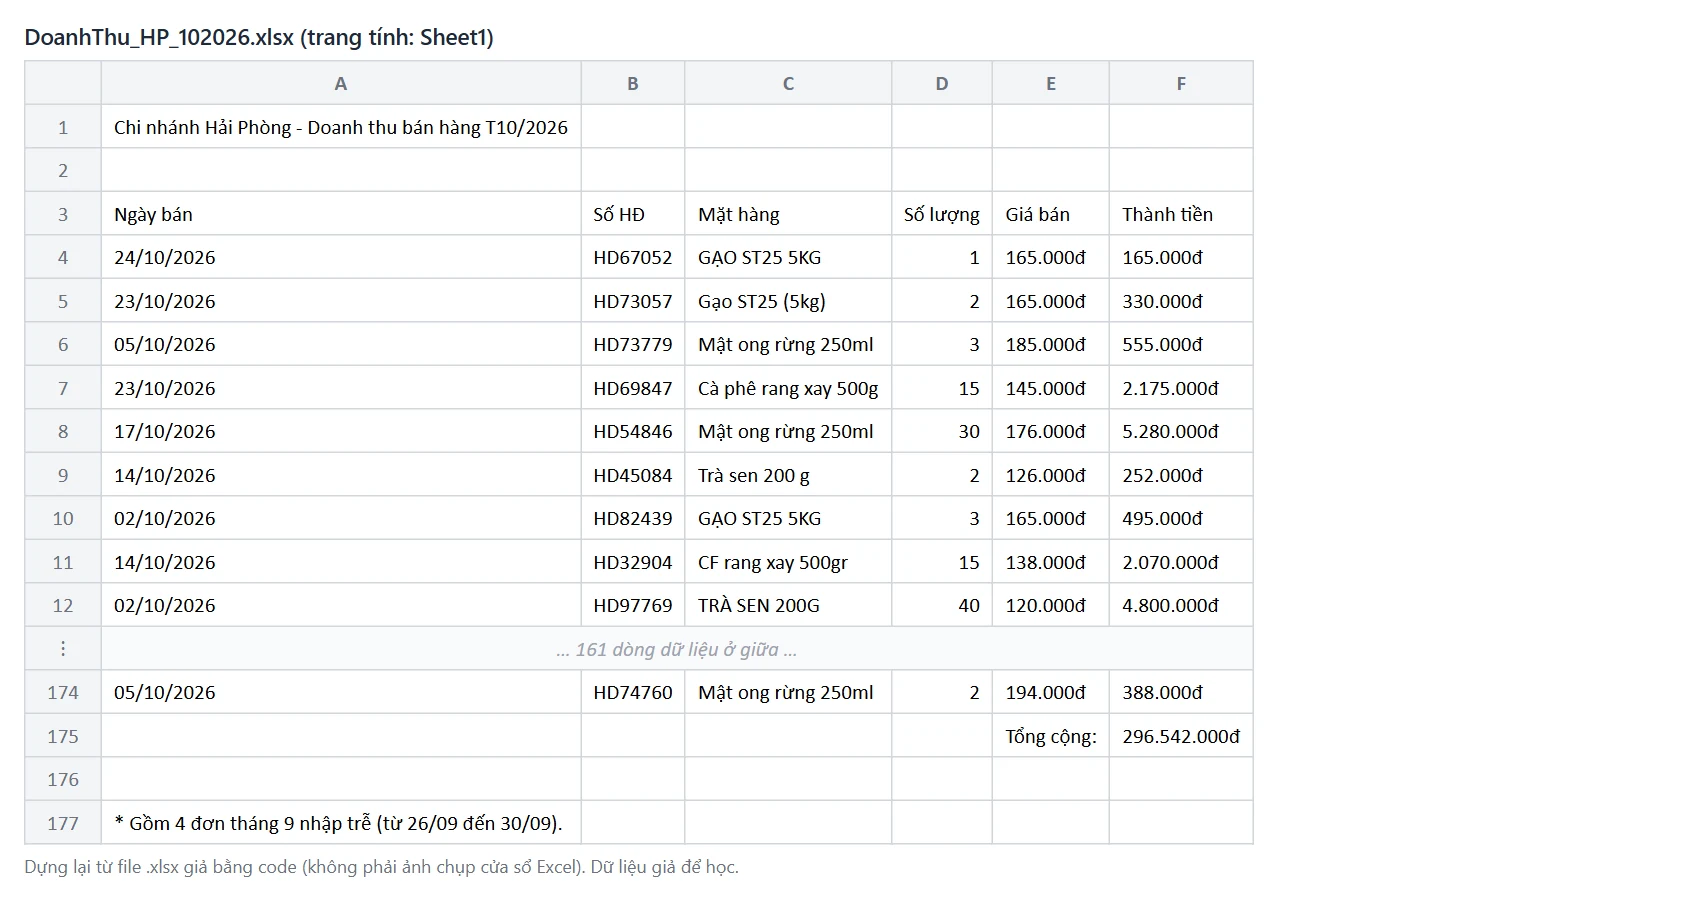 DoanhThu_HP_102026.xlsx (trang tính: Sheet1)
A B C D E F
1 Chi nhánh Hải Phòng - Doanh thu bán hàng T10/2026
2
3 Ngày bán Số HĐ Mặt hàng Số lượng Giá bán Thành tiền
4 24/10/2026 HD67052 GẠO ST25 5KG 1 165.000đ 165.000đ
5 23/10/2026 HD73057 Gạo ST25 (5kg) 2 165.000đ 330.000đ
6 05/10/2026 HD73779 Mật ong rừng 250ml 3 185.000đ 555.000đ
7 23/10/2026 HD69847 Cà phê rang xay 500g 15 145.000đ 2.175.000đ
8 17/10/2026 HD54846 Mật ong rừng 250ml 30 176.000đ 5.280.000đ
9 14/10/2026 HD45084 Trà sen 200 g 2 126.000đ 252.000đ
10 02/10/2026 HD82439 GẠO ST25 5KG 3 165.000đ 495.000đ
11 14/10/2026 HD32904 CF rang xay 500gr 15 138.000đ 2.070.000đ
12 02/10/2026 HD97769 TRÀ SEN 200G 40 120.000đ 4.800.000đ
⋮ ... 161 dòng dữ liệu ở giữa ...
174 05/10/2026 HD74760 Mật ong rừng 250ml 2 194.000đ 388.000đ
175 Tổng cộng: 296.542.000đ
176
177 * Gồm 4 đơn tháng 9 nhập trễ (từ 26/09 đến 30/09).
Dựng lại từ file .xlsx giả bằng code (không phải ảnh chụp cửa sổ Excel). Dữ liệu giả để học.